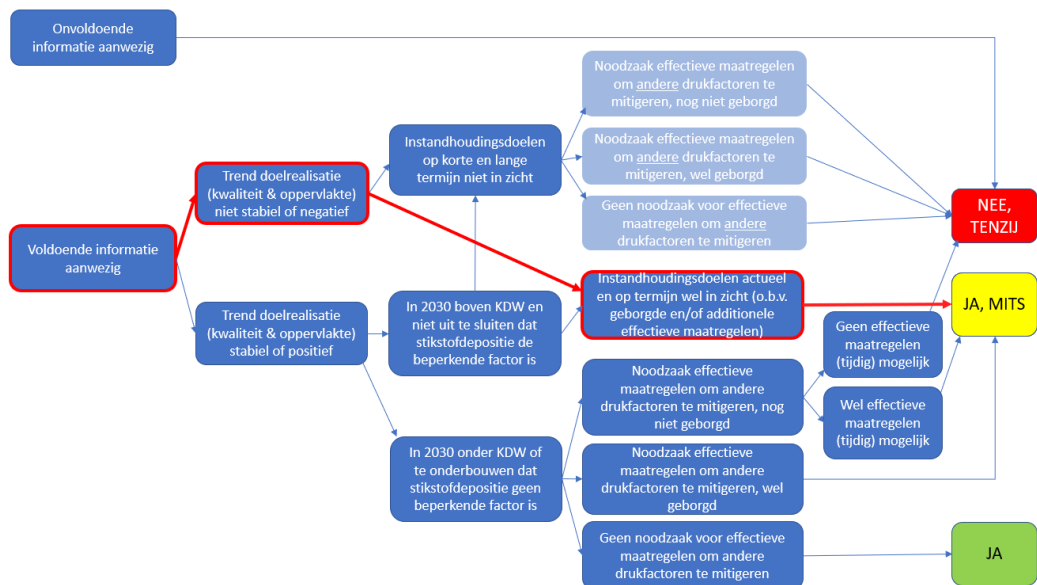 Onvoldoende
informatie aanwezig
Noodzaak effectieve maatregelen
om andere drukfactoren te
mitigeren, nog niet geborgd
Instandhoudingsdoelen
op korte en lange
termijn niet in zicht
Noodzaak effectieve maatregelen
om andere drukfactoren te
mitigeren, wel geborgd
Trend doelrealisatie
(kwaliteit & oppervlakte)
niet stabiel of negatief
Geen noodzaak voor effectieve
maatregelen om andere
drukfactoren te mitigeren
NEE,
TENZIJ
Voldoende informatie
aanwezig
Instandhoudingsdoelen actueel
en op termijn wel in zicht (o.b.v.
geborgde en/of additionele
effectieve maatregelen)
JA, MITS
Trend doelrealisatie
(kwaliteit & oppervlakte)
stabiel of positief
In 2030 boven KDW en
niet uit te sluiten dat
stikstofdepositie de
beperkende factor is
Geen effectieve
maatregelen
(tijdig) mogelijk
Noodzaak effectieve
maatregelen om andere
drukfactoren te mitigeren, nog
niet geborgd
Wel effectieve
maatregelen
(tijdig) mogelijk
In 2030 onder KDW of
te onderbouwen dat
stikstofdepositie geen
beperkende factor is
Noodzaak effectieve
maatregelen om andere
drukfactoren te mitigeren, wel
geborgd
Geen noodzaak voor effectieve
maatregelen om andere
drukfactoren te mitigeren
JA